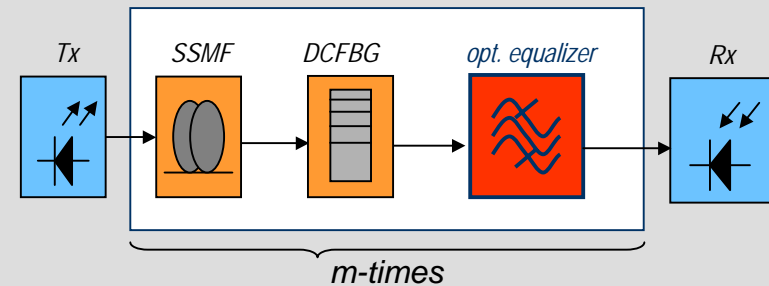 Tx SSMF DCFBG opt. equalizer Rx
m-times